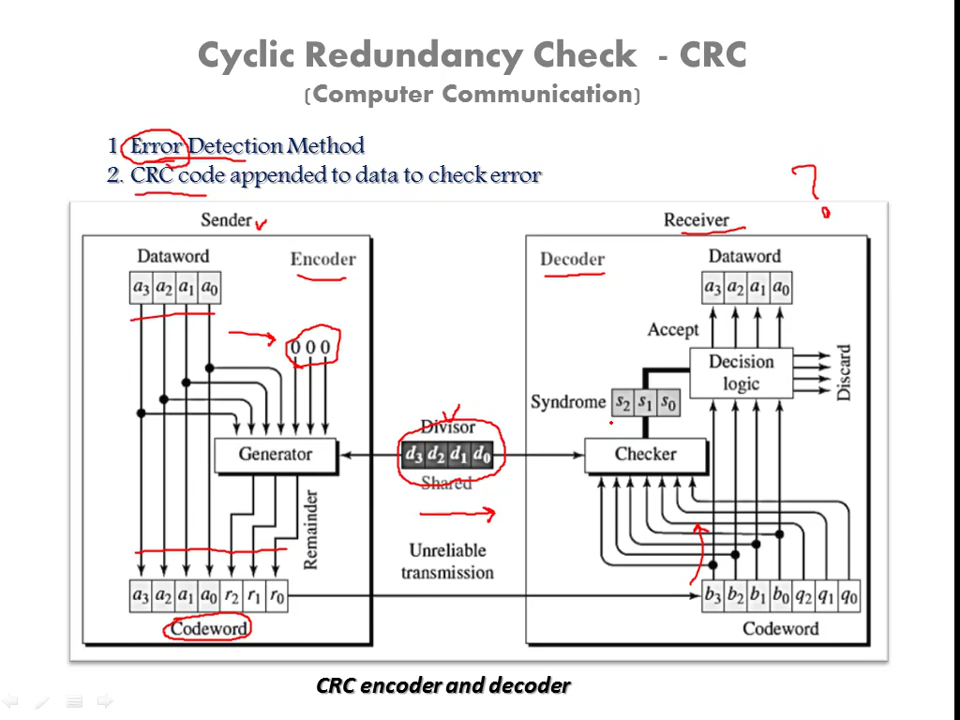 Cyclic Redundancy Check - CRC
(Computer Communication)
1. Error Detection Method
2. CRC code appended to data to check error
?
Sender
Receiver
Dataword
Encoder
Decoder
Dataword
a3 a2 a1 a0
a3 a2 a1 a0
Accept
0 0 0
Decision
logic
Discard
Syndrome
s2 s1 s0
Divisor
Generator
d3 d2 d1 d0
Checker
Shared
Remainder
Unreliable
transmission
a3 a2 a1 a0 r2 r1 r0
b3 b2 b1 b0 q2 q1 q0
Codeword
Codeword
CRC encoder and decoder